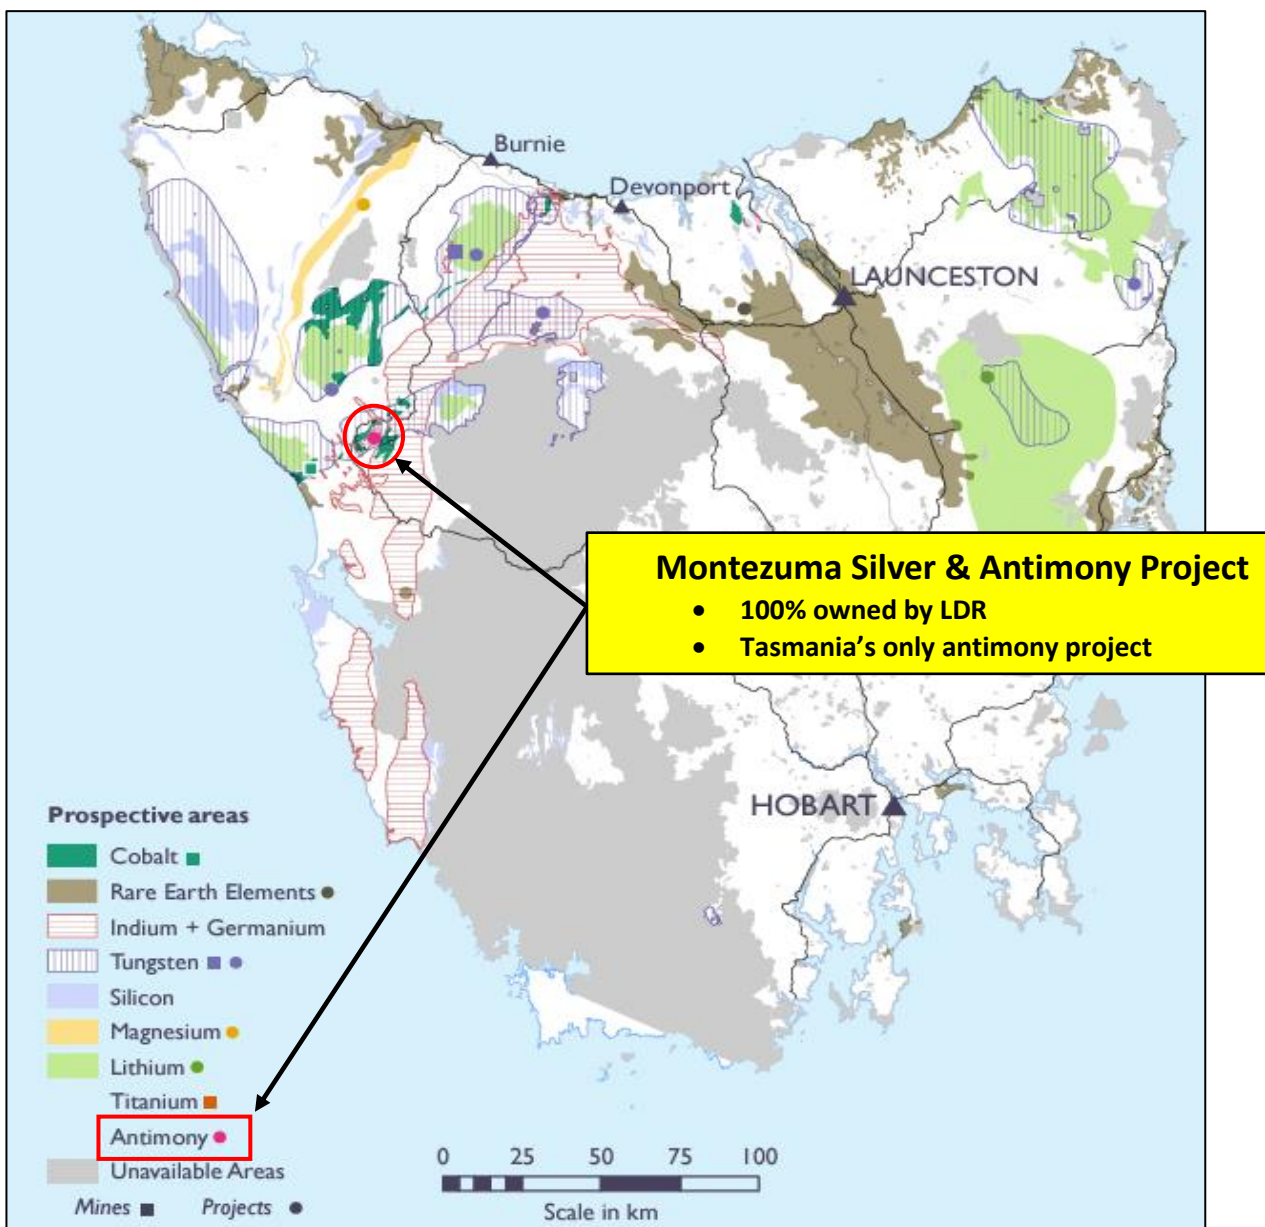 Burnie
Devonport
LAUNCESTON
Montezuma Silver & Antimony Project
• 100% owned by LDR
• Tasmania's only antimony project
HOBART
Prospective areas
Cobalt
Rare Earth Elements
Indium + Germanium
Tungsten
Silicon
Magnesium
Lithium
Titanium
Antimony
Unavailable Areas
Mines Projects
0 25 50 75 100
Scale in km